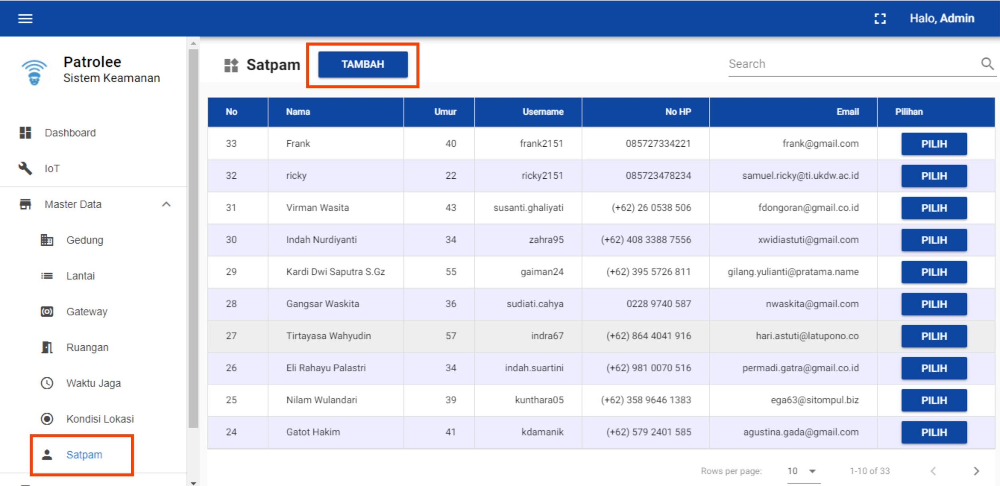 Halo, Admin
Patrolee
Sistem Keamanan
Dashboard
IoT
Master Data
Gedung
Lantai
Gateway
Ruangan
Waktu Jaga
Kondisi Lokasi
Satpam
Satpam TAMBAH Search
No Nama Umur Username No HP Email Pilihan
33 Frank 40 frank2151 085727334221 frank@gmail.com PILIH
32 ricky 22 ricky2151 085723478234 samuel.ricky@ti.ukdw.ac.id PILIH
31 Virman Wasita 43 susanti.ghaliyati (+62) 26 0538 506 fdongoran@gmail.co.id PILIH
30 Indah Nurdiyanti 34 zahra95 (+62) 408 3388 7556 xwidiastuti@gmail.com PILIH
29 Kardi Dwi Saputra S.Gz 55 gaiman24 (+62) 395 5726 811 gilang.yulianti@pratama.name PILIH
28 Gangsar Waskita 36 sudiati.cahya 0228 9740 587 nwaskita@gmail.com PILIH
27 Tirtayasa Wahyudin 57 indra67 (+62) 864 4041 916 hari.astuti@latupono.co PILIH
26 Eli Rahayu Palastri 34 indah.suartini (+62) 981 0070 516 permadi.gatra@gmail.co.id PILIH
25 Nilam Wulandari 39 kunthara05 (+62) 358 9646 1383 ega63@sitompul.biz PILIH
24 Gatot Hakim 41 kdamanik (+62) 579 2401 585 agustina.gada@gmail.com PILIH
Rows per page: 10 1-10 of 33